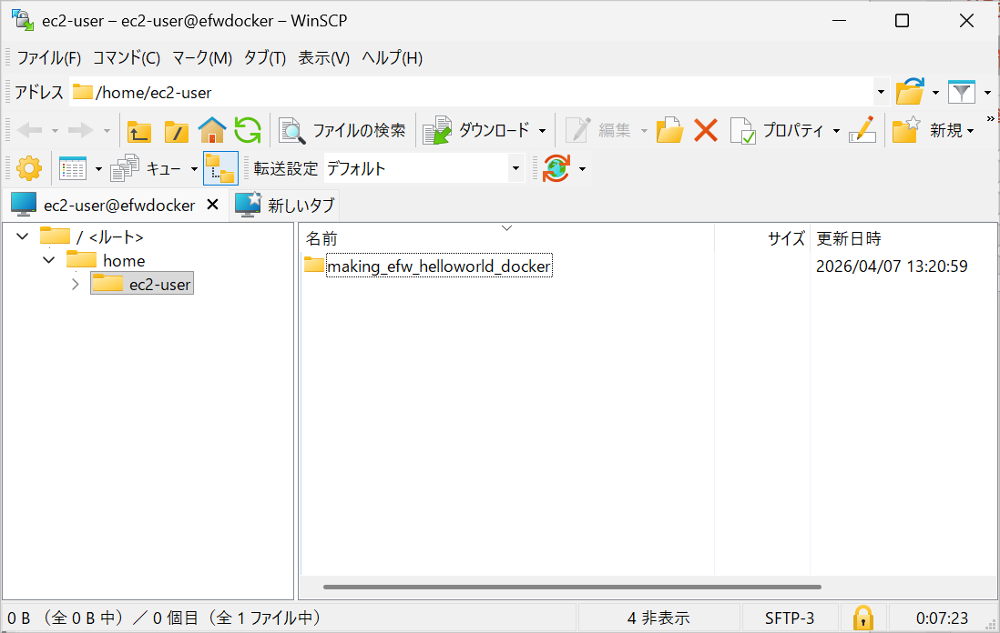 ec2-user – ec2-user@efwdocker – WinSCP
ファイル(F) コマンド(C) マーク(M) タブ(T) 表示(V) ヘルプ(H)
アドレス /home/ec2-user
ファイルの検索 ダウンロード 編集 プロパティ 新規 »
キュー 転送設定 デフォルト
ec2-user@efwdocker 新しいタブ
/ <ルート>
home
ec2-user
名前 サイズ 更新日時
making_efw_helloworld_docker 2026/04/07 13:20:59
0 B （全 0 B 中）／ 0 個目（全 1 ファイル中） 4 非表示 SFTP-3 0:07:23